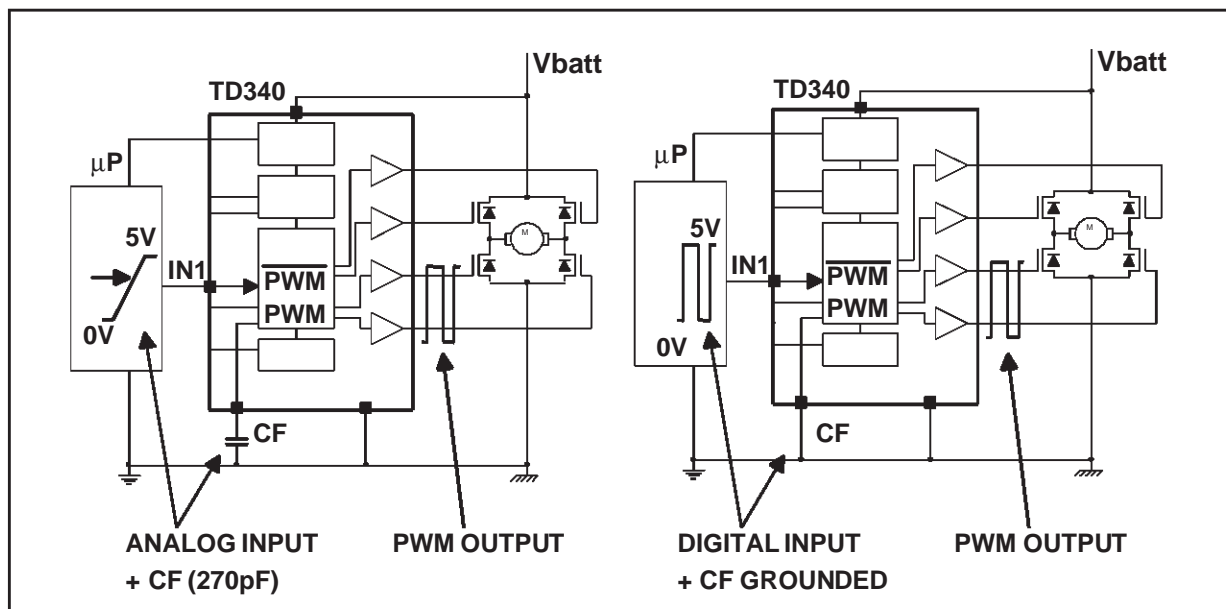 Vbatt
TD340
µP
5V
IN1
PWM
PWM
0V
M
CF
ANALOG INPUT
+ CF (270pF)
PWM OUTPUT
Vbatt
TD340
µP
5V
IN1
PWM
PWM
0V
M
CF
DIGITAL INPUT
+ CF GROUNDED
PWM OUTPUT